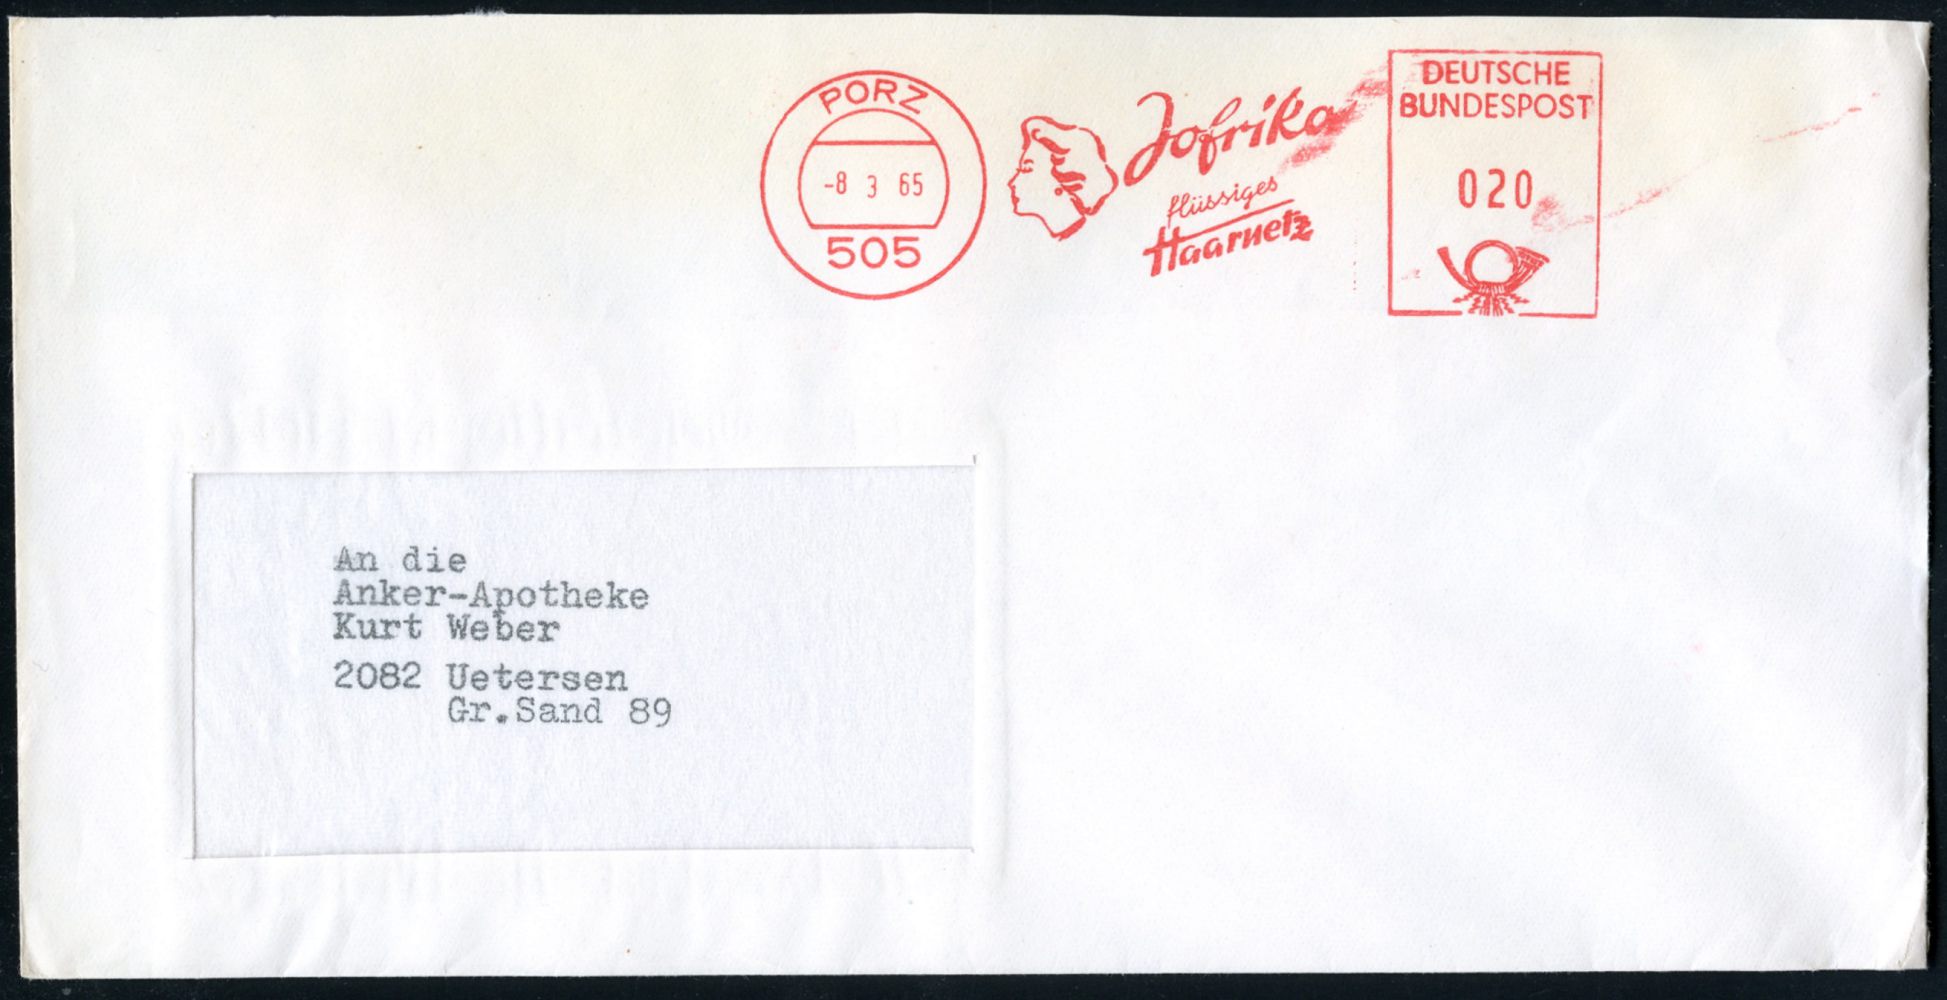 PORZ
-8 3 65
505
Jofrika
flüssiges
Haarnetz
DEUTSCHE
BUNDESPOST
020
An die
Anker-Apotheke
Kurt Weber
2082 Uetersen
Gr.Sand 89